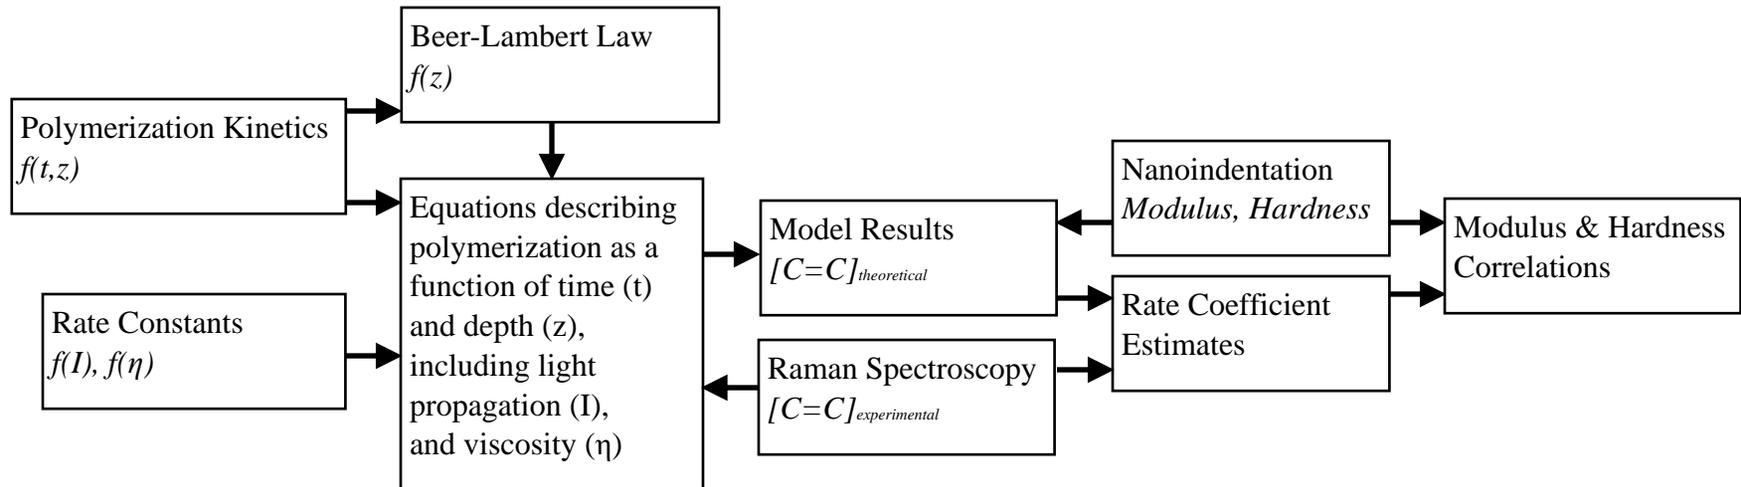 Beer-Lambert Law
f(z)
Polymerization Kinetics
f(t,z)
Rate Constants
f(I), f(η)
Equations describing
polymerization as a
function of time (t)
and depth (z),
including light
propagation (I),
and viscosity (η)
Model Results
[C=C]theoretical
Raman Spectroscopy
[C=C]experimental
Nanoindentation
Modulus, Hardness
Rate Coefficient
Estimates
Modulus & Hardness
Correlations